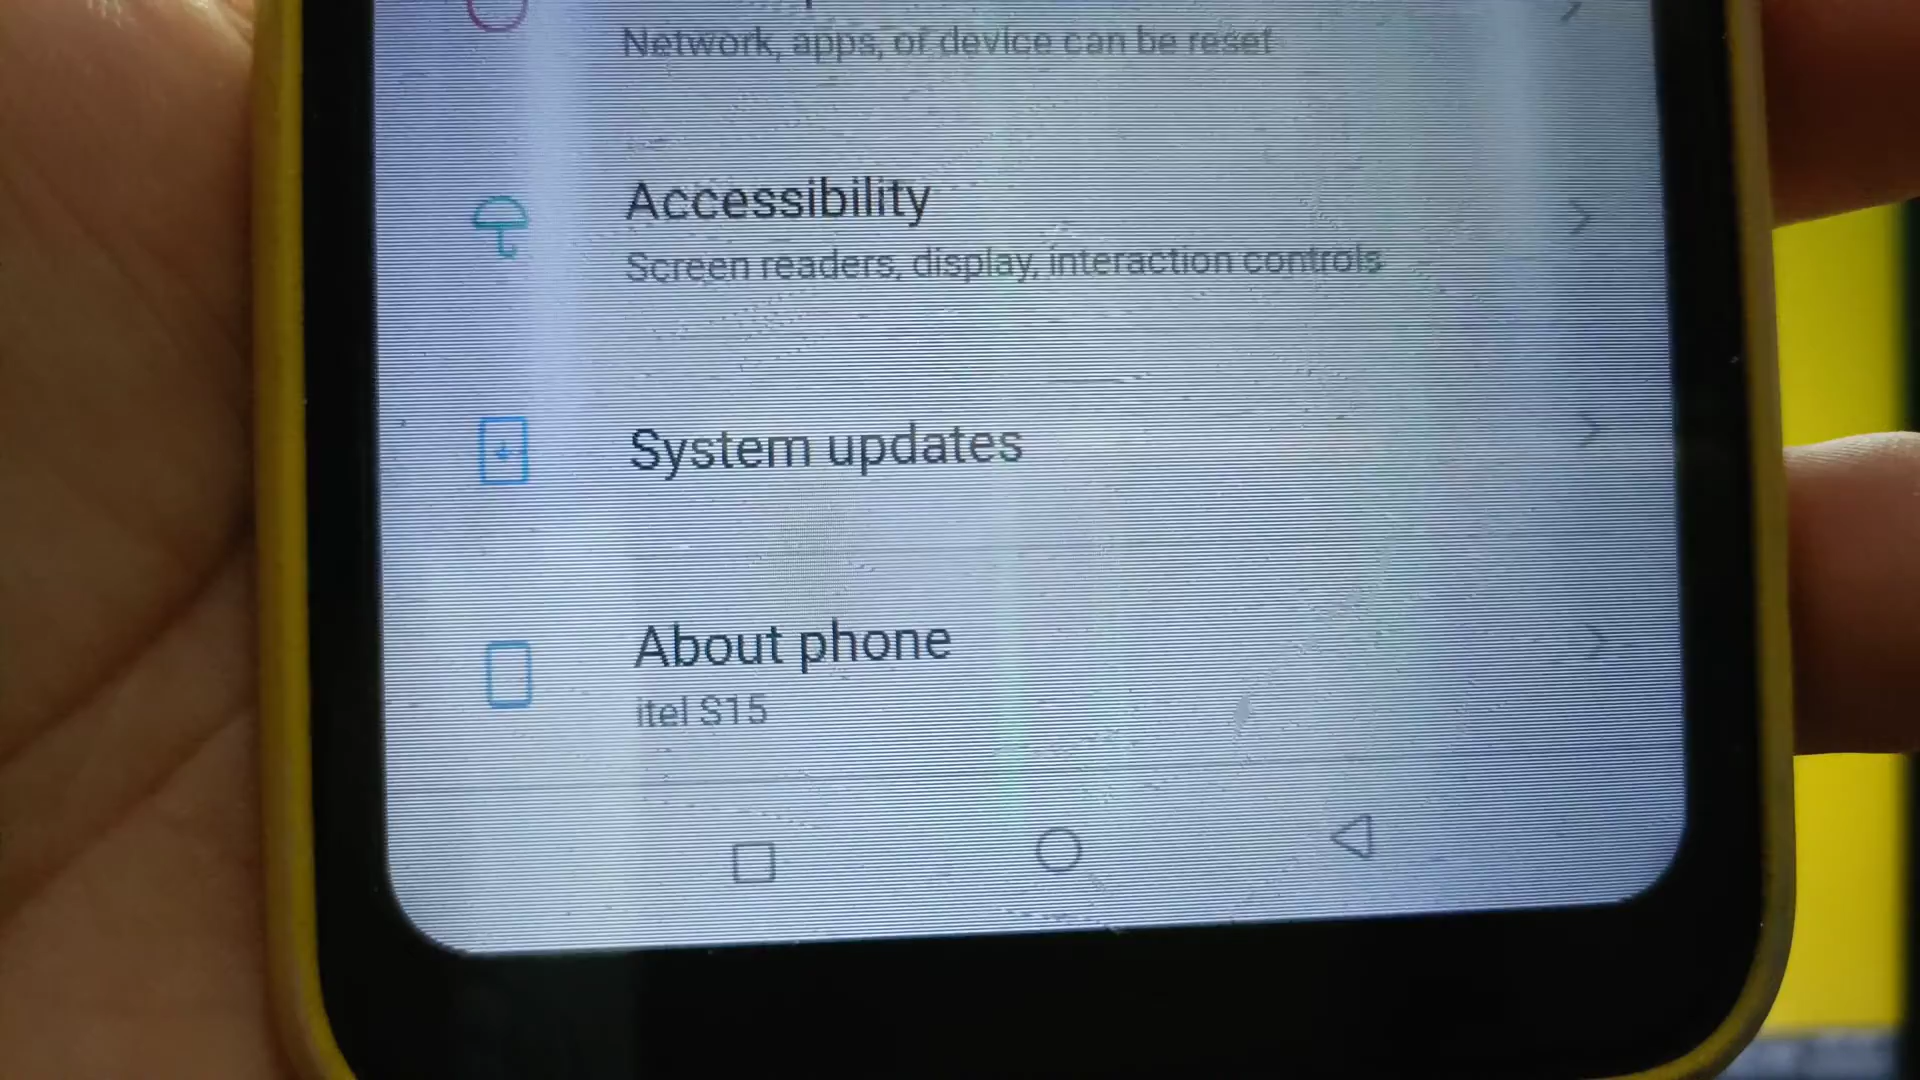 Network, apps, or device can be reset
Accessibility
Screen readers, display, interaction controls
System updates
About phone
itel S15